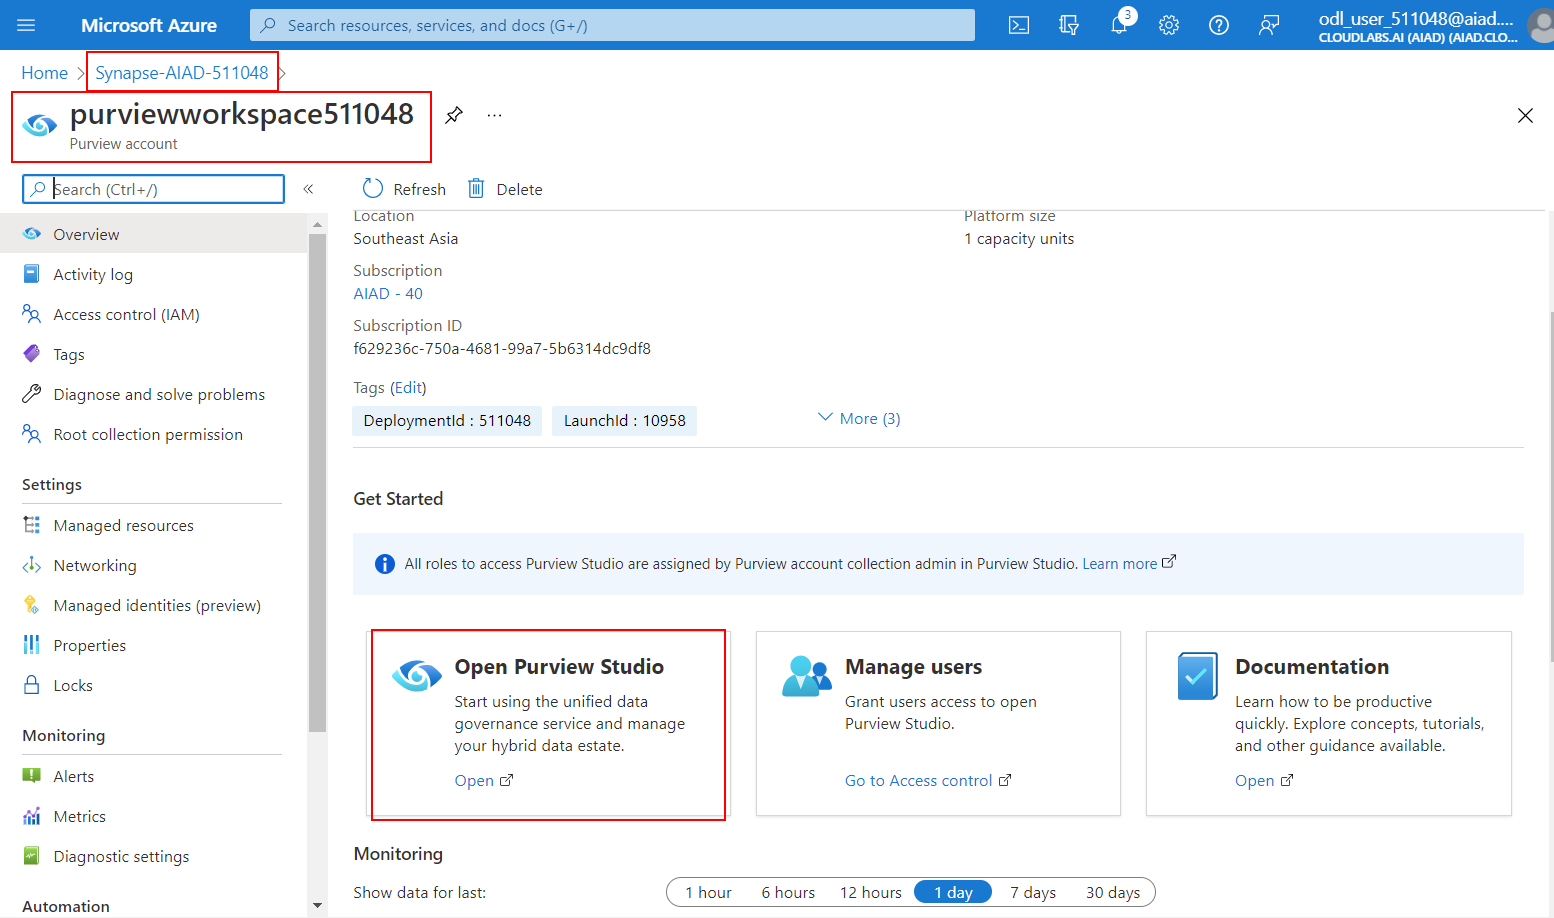 Microsoft Azure
Search resources, services, and docs (G+/)
3
odl_user_511048@aiad....
CLOUDLABS.AI (AIAD) (AIAD.CLO...
Home > Synapse-AIAD-511048 >
purviewworkspace511048
...
Purview account
Search (Ctrl+/)
«
Refresh
Delete
Overview
Activity log
Access control (IAM)
Tags
Diagnose and solve problems
Root collection permission
Settings
Managed resources
Networking
Managed identities (preview)
Properties
Locks
Monitoring
Alerts
Metrics
Diagnostic settings
Automation
Location
Southeast Asia
Platform size
1 capacity units
Subscription
AIAD - 40
Subscription ID
f629236c-750a-4681-99a7-5b6314dc9df8
Tags (Edit)
DeploymentId : 511048
LaunchId : 10958
More (3)
Get Started
All roles to access Purview Studio are assigned by Purview account collection admin in Purview Studio. Learn more
Open Purview Studio
Start using the unified data
governance service and manage
your hybrid data estate.
Open
Manage users
Grant users access to open
Purview Studio.
Go to Access control
Documentation
Learn how to be productive
quickly. Explore concepts, tutorials,
and other guidance available.
Open
Monitoring
Show data for last:
1 hour
6 hours
12 hours
1 day
7 days
30 days